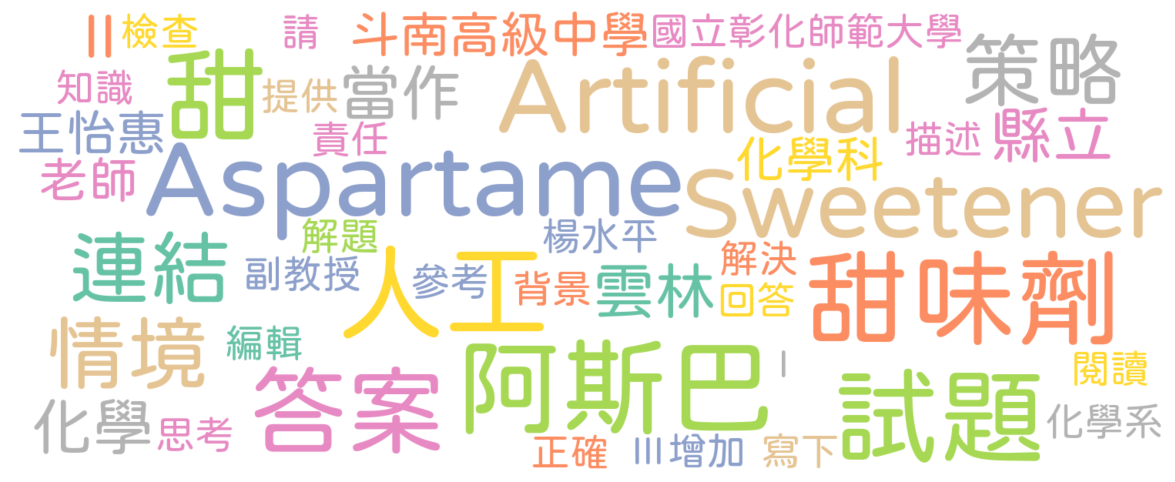 II 檢查 請 斗南高級中學 國立彰化師範大學
知識 甜 提供 當作 Artificial 策略
王怡惠 責任 化學科 描述 縣立
老師 Aspartame Sweetener
連結 解題 楊水平 解決
副教授 人工 參考 背景 雲林 回答 甜味劑
情境 編輯 答案 阿斯巴 I 試題 閱讀
化學 思考 正確 III 增加 寫下 化學系